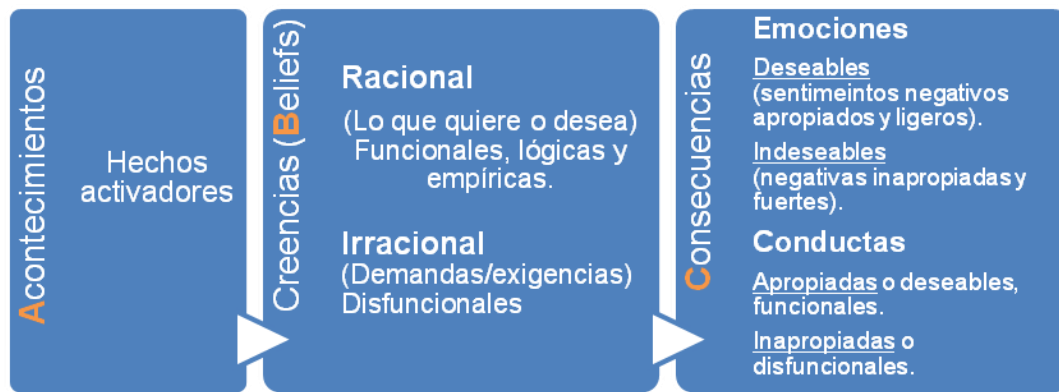 Acontecimientos
Hechos
activadores
Creencias (Beliefs)
Racional
(Lo que quiere o desea)
Funcionales, lógicas y
empíricas.
Irracional
(Demandas/exigencias)
Disfuncionales
Consecuencias
Emociones
Deseables
(sentimeintos negativos
apropiados y ligeros).
Indeseables
(negativas inapropiadas y
fuertes).
Conductas
Apropiadas o deseables,
funcionales.
Inapropiadas o
disfuncionales.